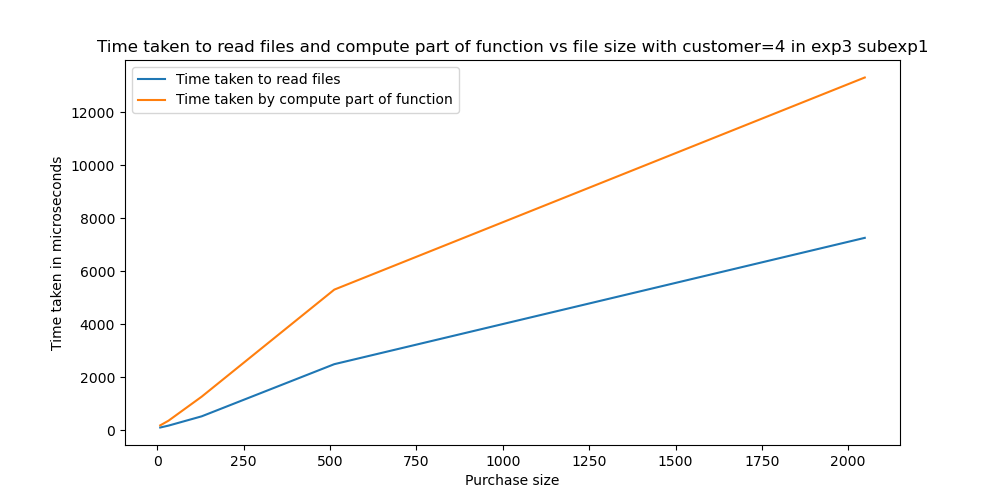 Time taken to read files and compute part of function vs file size with customer=4 in exp3 subexp1
Time taken to read files
Time taken by compute part of function
Time taken in microseconds
12000
10000
8000
6000
4000
2000
0
0 250 500 750 1000 1250 1500 1750 2000
Purchase size